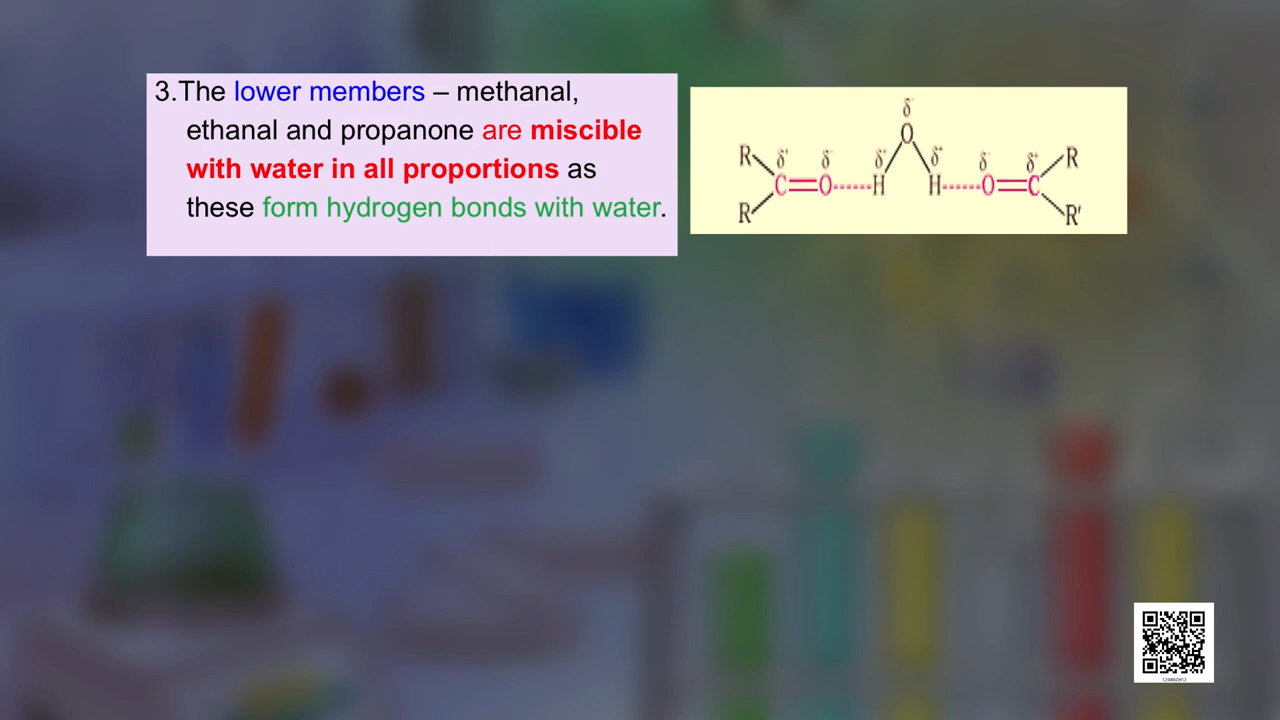 3.The lower members – methanal,
ethanal and propanone are miscible
with water in all proportions as
these form hydrogen bonds with water.
δ⁻
O
R δ⁺ δ⁻ δ⁺ δ⁺ δ⁻ δ⁺ R
C=O······H H······O=C
R R'
12086CH12